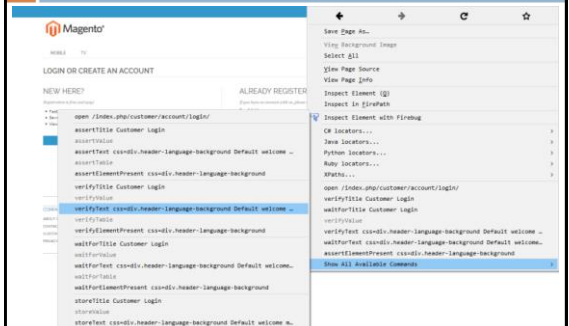 Magento
MOBILE TV
LOGIN OR CREATE AN ACCOUNT
NEW HERE?
ALREADY REGISTER
open /index.php/customer/account/login/
assertTitle Customer Login
assertValue
assertText css=div.header-language-background Default welcome …
assertTable
assertElementPresent css=div.header-language-background
verifyTitle Customer Login
verifyValue
verifyText css=div.header-language-background Default welcome …
verifyTable
verifyElementPresent css=div.header-language-background
waitForTitle Customer Login
waitForValue
waitForText css=div.header-language-background Default welcome…
waitForTable
waitForElementPresent css=div.header-language-background
storeTitle Customer Login
storeValue
storeText css=div.header-language-background Default welcome m…
Save Page As…
View Background Image
Select All
View Page Source
View Page Info
Inspect Element (Q)
Inspect in FirePath
Inspect Element with Firebug
C# locators...
Java locators...
Python locators...
Ruby locators...
XPaths...
open /index.php/customer/account/login/
verifyTitle Customer Login
waitForTitle Customer Login
verifyValue
verifyText css=div.header-language-background Default welcome …
waitForText css=div.header-language-background Default welcome…
assertElementPresent css=div.header-language-background
Show All Available Commands